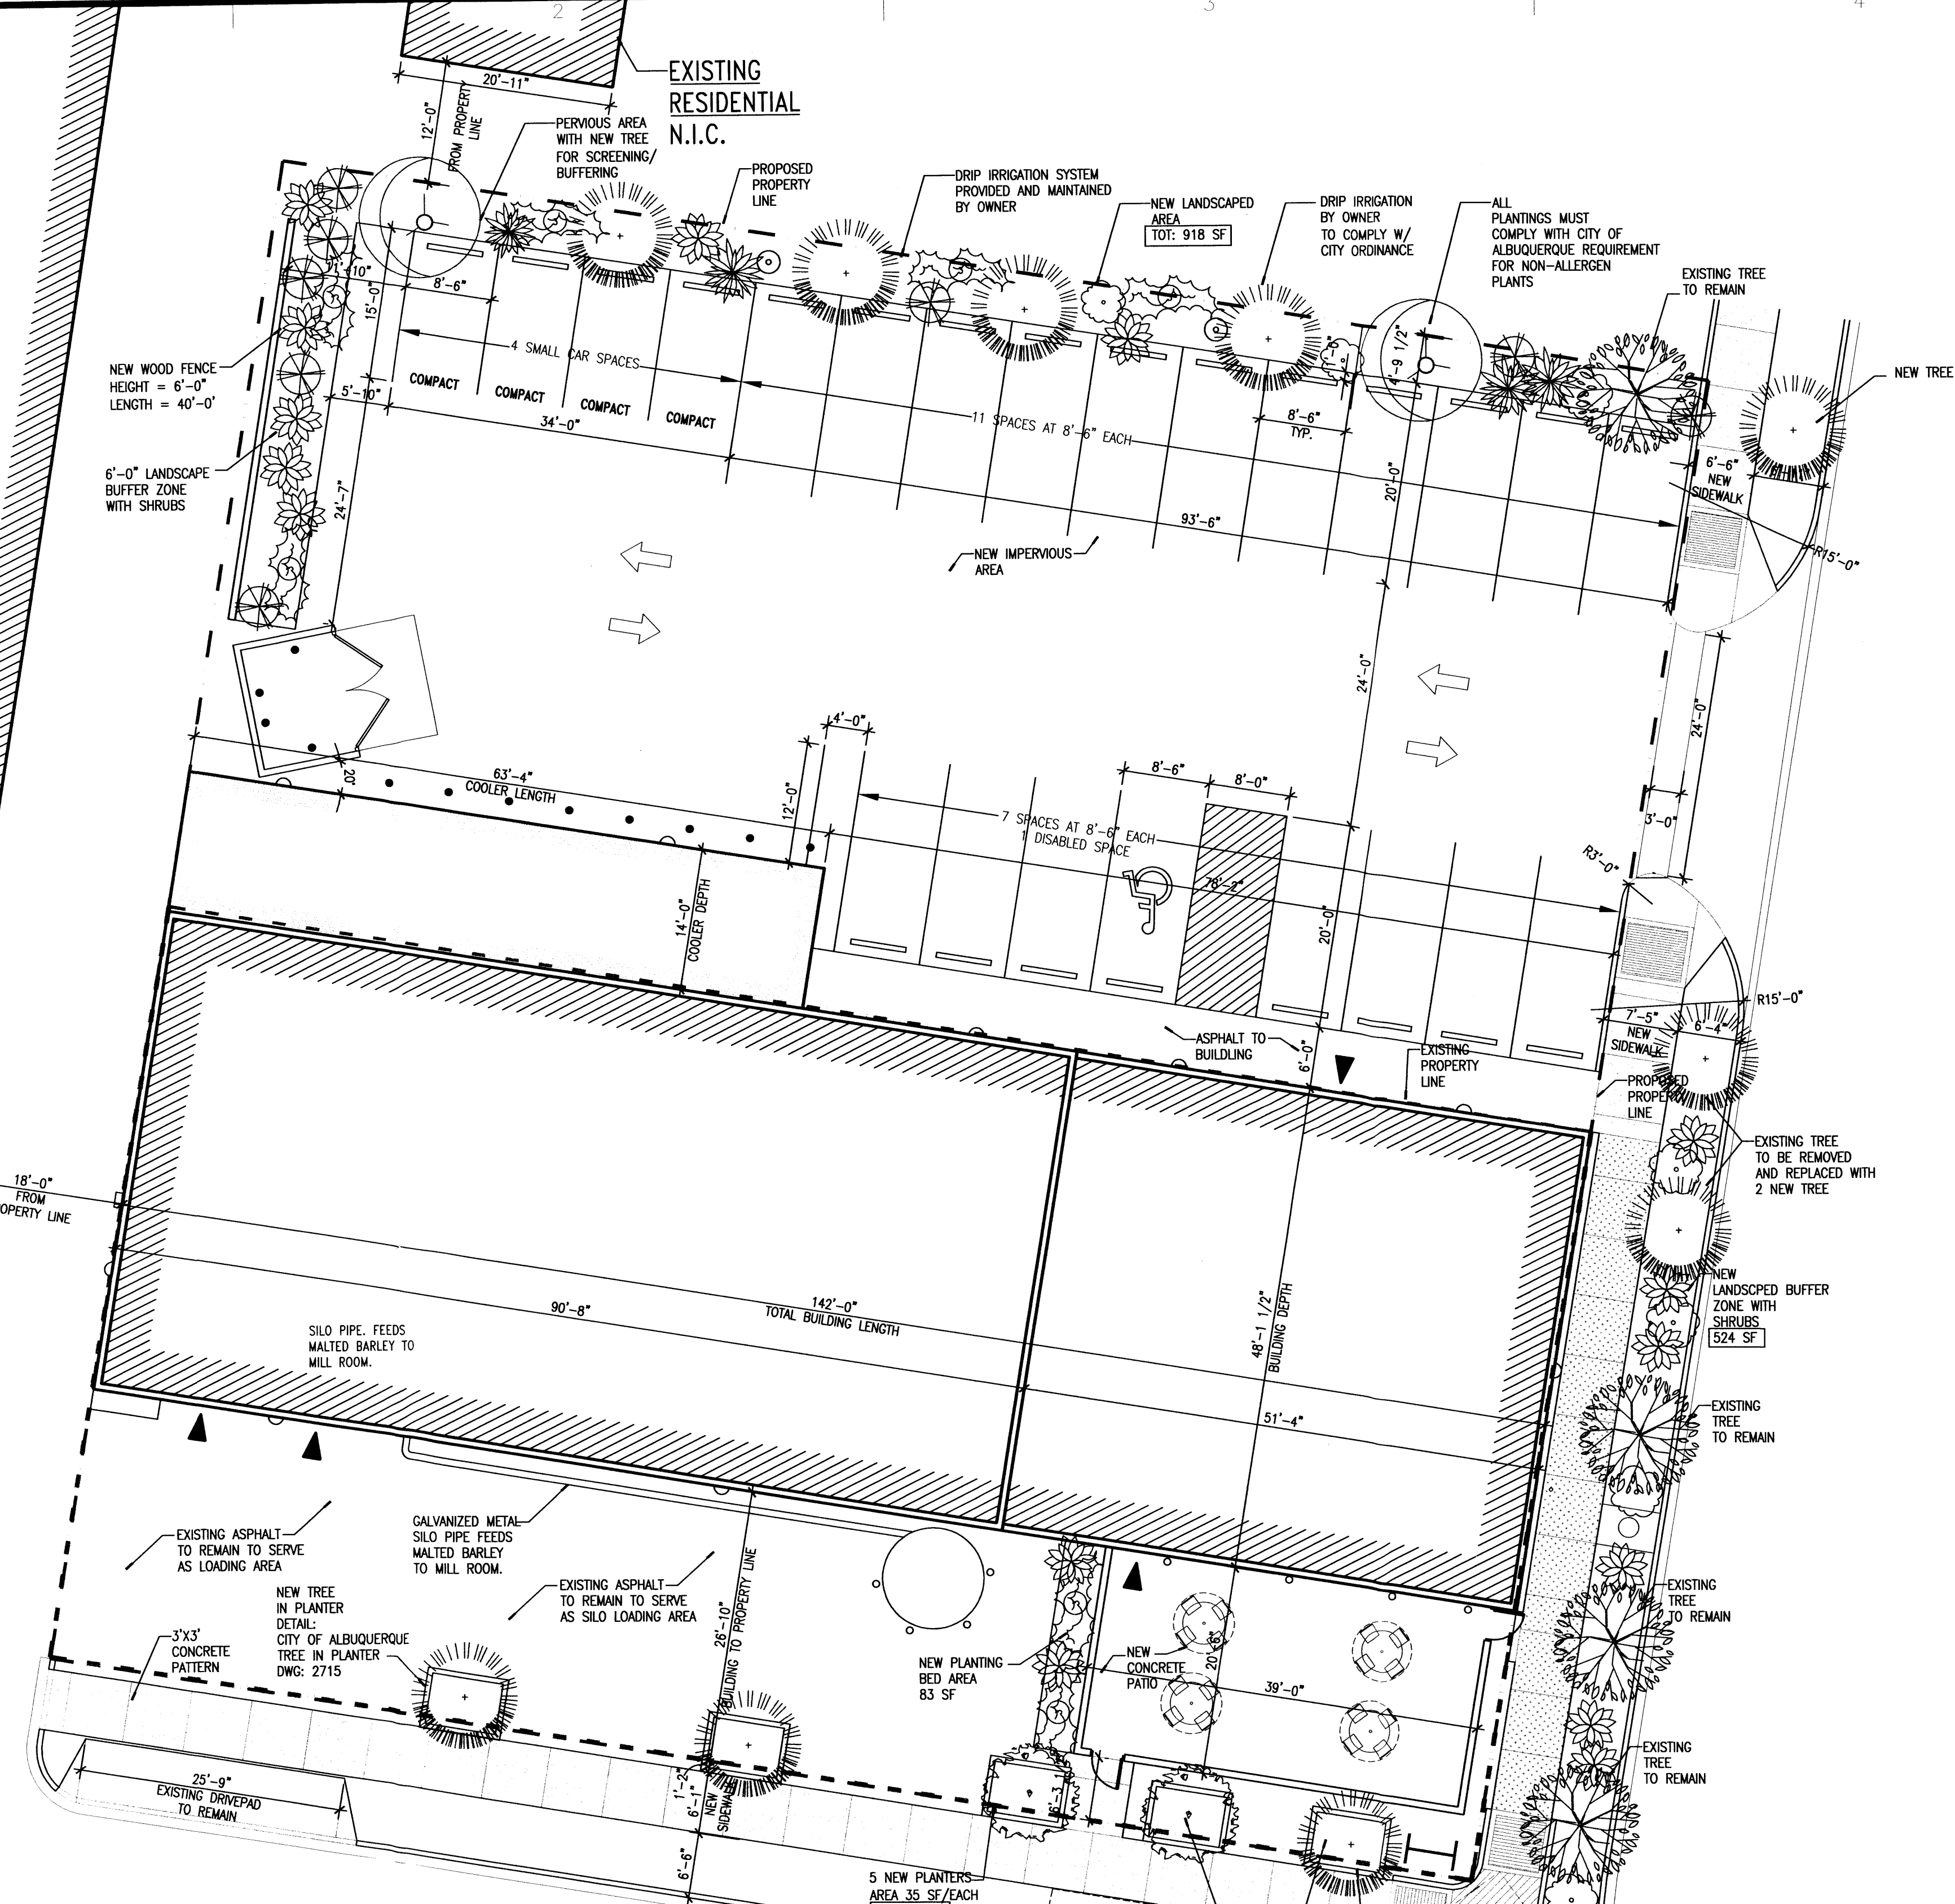 2
3
4
EXISTING
RESIDENTIAL
N.I.C.
20'-11"
12'-0"
FROM PROPERTY
LINE
PERVIOUS AREA
WITH NEW TREE
FOR SCREENING/
BUFFERING
PROPOSED
PROPERTY
LINE
DRIP IRRIGATION SYSTEM
PROVIDED AND MAINTAINED
BY OWNER
NEW LANDSCAPED
AREA
TOT: 918 SF
DRIP IRRIGATION
BY OWNER
TO COMPLY W/
CITY ORDINANCE
ALL
PLANTINGS MUST
COMPLY WITH CITY OF
ALBUQUERQUE REQUIREMENT
FOR NON-ALLERGEN
PLANTS
EXISTING TREE
TO REMAIN
NEW TREE
11'-10"
8'-6"
15'-0"
4 SMALL CAR SPACES
COMPACT
COMPACT
COMPACT
COMPACT
NEW WOOD FENCE
HEIGHT = 6'-0"
LENGTH = 40'-0'
5'-10"
34'-0"
11 SPACES AT 8'-6" EACH
8'-6"
TYP.
4'-9 1/2"
20'-0"
6'-6"
NEW
SIDEWALK
R15'-0"
6'-0" LANDSCAPE
BUFFER ZONE
WITH SHRUBS
24'-7"
93'-6"
NEW IMPERVIOUS
AREA
24'-0"
24'-0"
3'-0"
R3'-0"
4'-0"
63'-4"
COOLER LENGTH
20'
12'-0"
8'-6"
8'-0"
7 SPACES AT 8'-6" EACH
1 DISABLED SPACE
78'-2"
14'-0"
COOLER DEPTH
20'-0"
R15'-0"
7'-5"
NEW
SIDEWALK
6'-4"
ASPHALT TO
BUILDLING
6'-0"
EXISTING
PROPERTY
LINE
PROPOSED
PROPERTY
LINE
EXISTING TREE
TO BE REMOVED
AND REPLACED WITH
2 NEW TREE
18'-0"
FROM
OPERTY LINE
142'-0"
TOTAL BUILDING LENGTH
90'-8"
48'-1 1/2"
BUILDING DEPTH
51'-4"
NEW
LANDSCPED BUFFER
ZONE WITH
SHRUBS
524 SF
SILO PIPE. FEEDS
MALTED BARLEY TO
MILL ROOM.
EXISTING
TREE
TO REMAIN
EXISTING ASPHALT
TO REMAIN TO SERVE
AS LOADING AREA
GALVANIZED METAL
SILO PIPE FEEDS
MALTED BARLEY
TO MILL ROOM.
EXISTING ASPHALT
TO REMAIN TO SERVE
AS SILO LOADING AREA
26'-10"
BUILDING TO PROPERTY LINE
EXISTING
TREE
TO REMAIN
NEW TREE
IN PLANTER
DETAIL:
CITY OF ALBUQUERQUE
TREE IN PLANTER
DWG: 2715
3'X3'
CONCRETE
PATTERN
NEW PLANTING
BED AREA
83 SF
NEW
CONCRETE
PATIO
20'-6"
39'-0"
EXISTING
TREE
TO REMAIN
25'-9"
EXISTING DRIVEPAD
TO REMAIN
1'-2"
6'-1"
NEW
SIDEWALK
6'-6"
5 NEW PLANTERS
AREA 35 SF/EACH